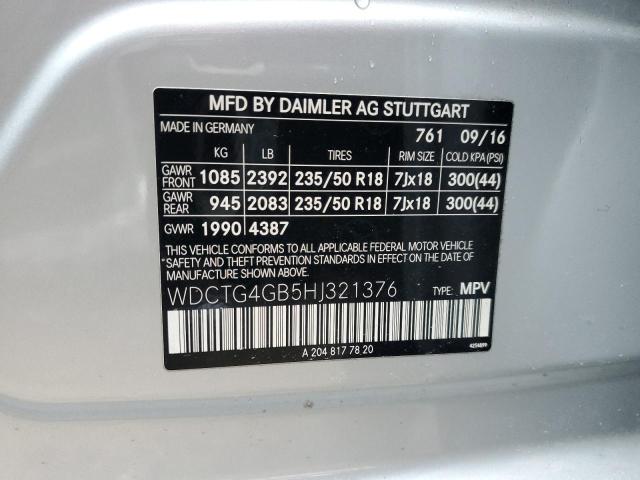 MFD BY DAIMLER AG STUTTGART
MADE IN GERMANY 761 09/16
KG LB TIRES RIM SIZE COLD KPA(PSI)
GAWR FRONT 1085 2392 235/50 R18 7Jx18 300(44)
GAWR REAR 945 2083 235/50 R18 7Jx18 300(44)
GVWR 1990 4387
THIS VEHICLE CONFORMS TO ALL APPLICABLE FEDERAL MOTOR VEHICLE
*SAFETY AND THEFT PREVENTION STANDARDS IN EFFECT ON THE DATE
OF MANUFACTURE SHOWN ABOVE.
WDCTG4GB5HJ321376 TYPE: MPV
A 204 817 78 20